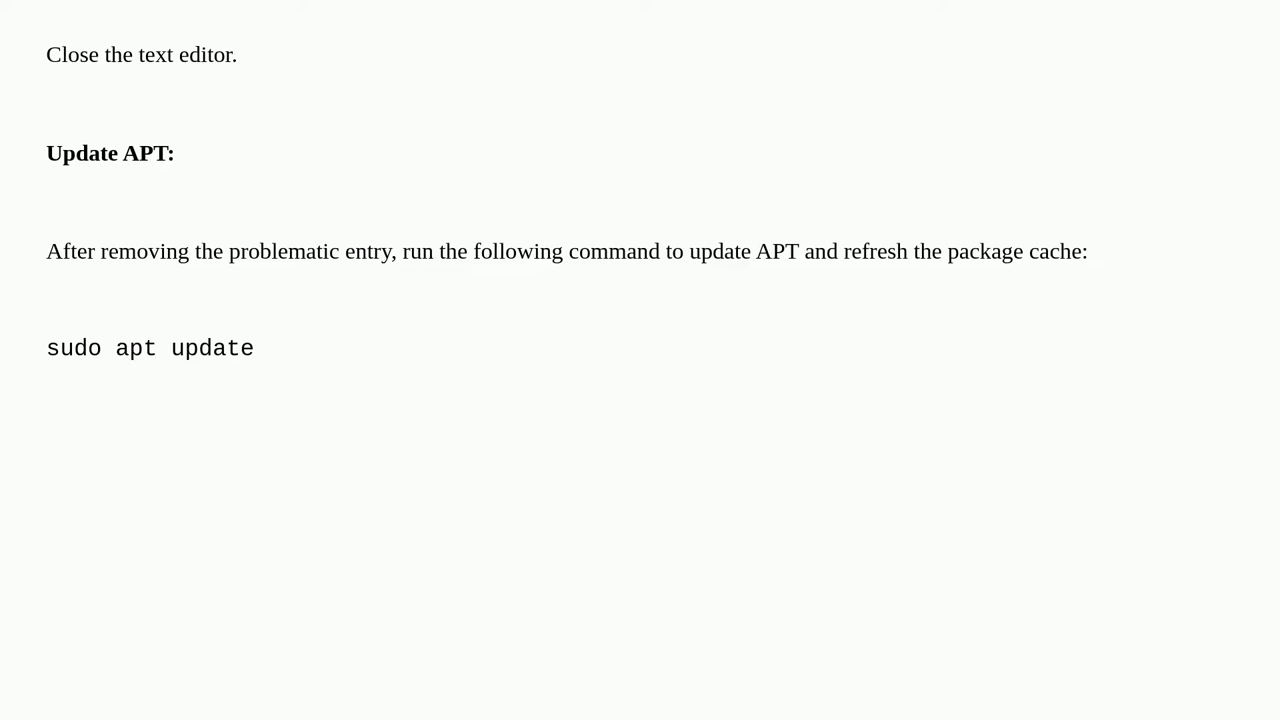 Close the text editor.
Update APT:
After removing the problematic entry, run the following command to update APT and refresh the package cache:
sudo apt update